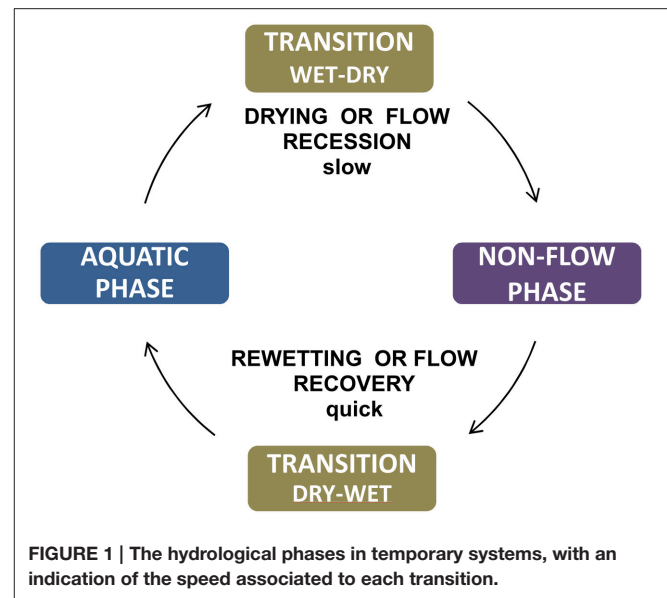 TRANSITION
WET-DRY
DRYING OR FLOW
RECESSION
slow
AQUATIC
PHASE
NON-FLOW
PHASE
REWETTING OR FLOW
RECOVERY
quick
TRANSITION
DRY-WET
FIGURE 1 | The hydrological phases in temporary systems, with an
indication of the speed associated to each transition.